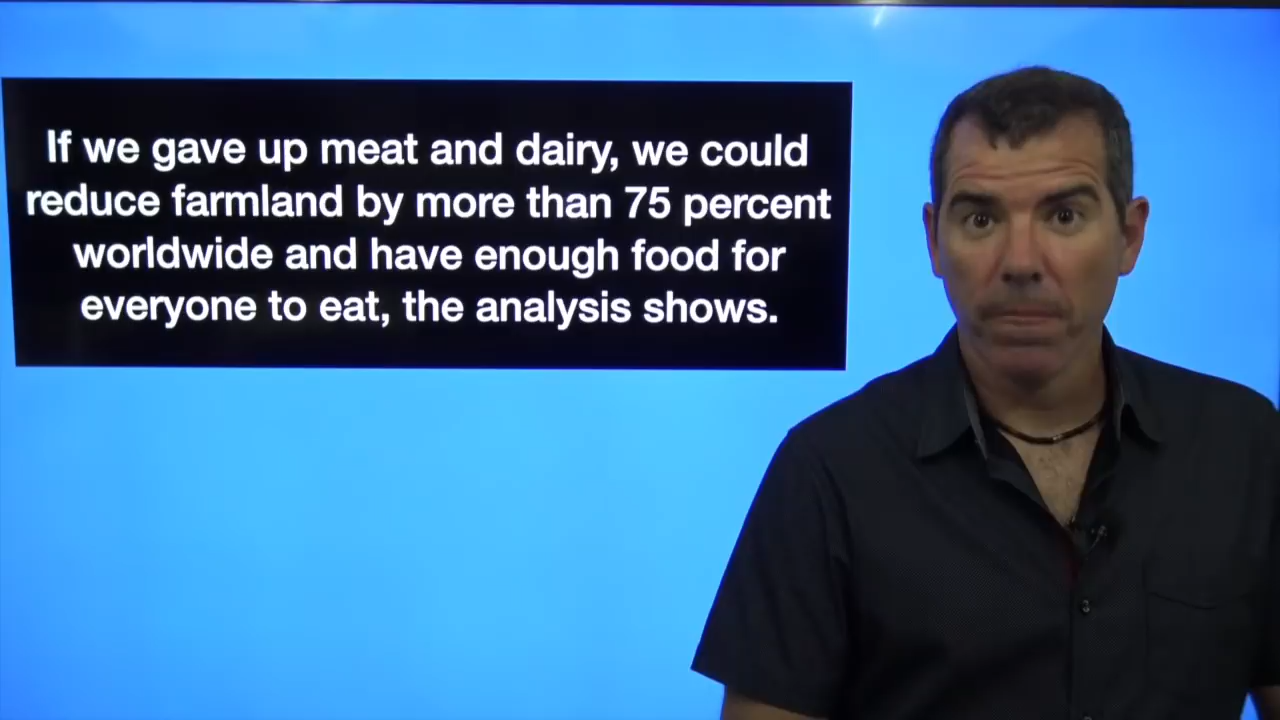 If we gave up meat and dairy, we could
reduce farmland by more than 75 percent
worldwide and have enough food for
everyone to eat, the analysis shows.